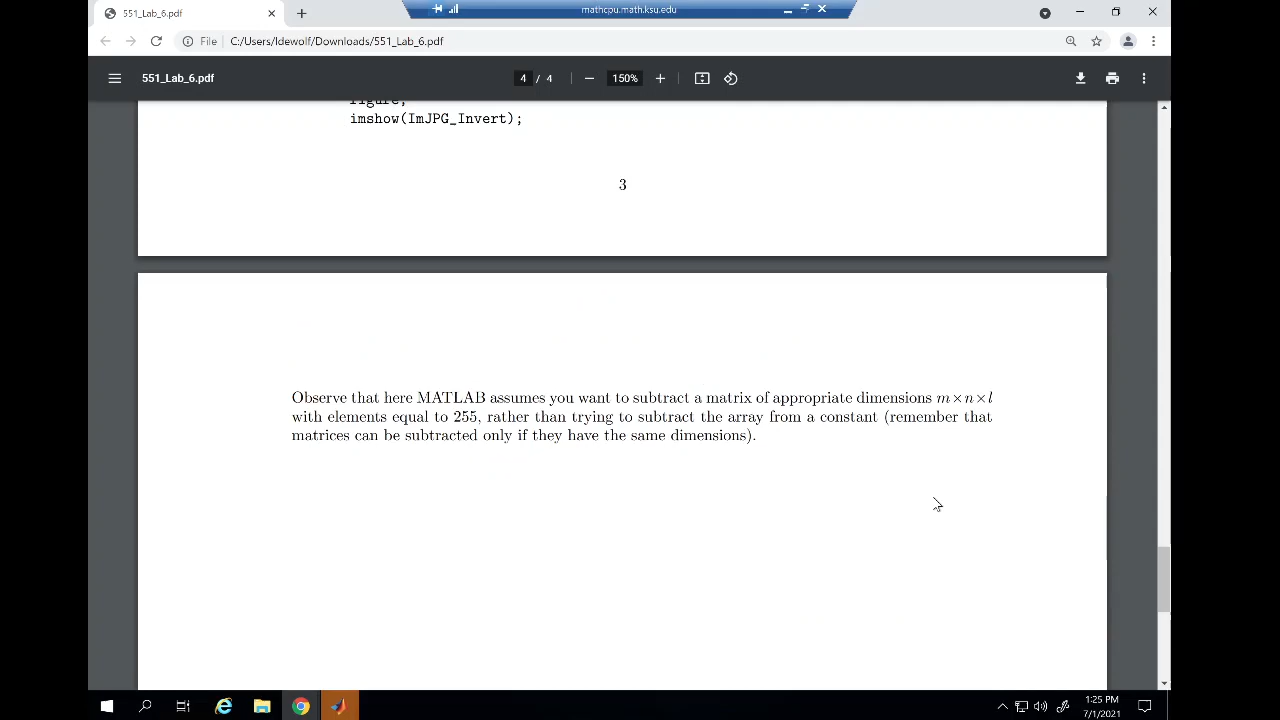 551_Lab_6.pdf
mathcpu.math.ksu.edu
File C:/Users/ldewolf/Downloads/551_Lab_6.pdf
551_Lab_6.pdf 4 / 4 150%
figure;
imshow(ImJPG_Invert);
3
Observe that here MATLAB assumes you want to subtract a matrix of appropriate dimensions m×n×l
with elements equal to 255, rather than trying to subtract the array from a constant (remember that
matrices can be subtracted only if they have the same dimensions).
1:25 PM
7/1/2021